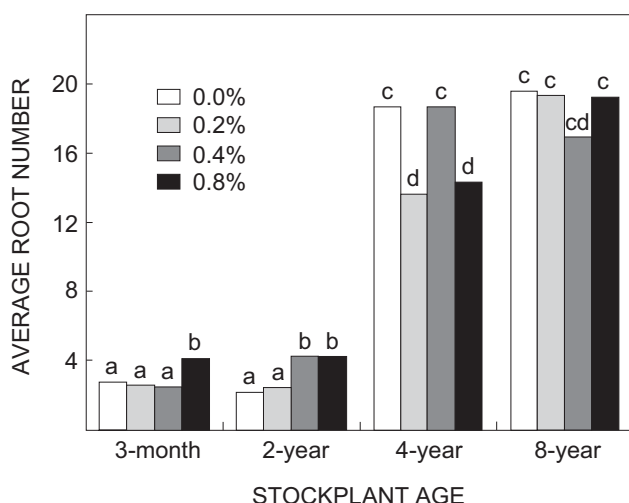 AVERAGE ROOT NUMBER
20
16
12
8
4
0.0%
0.2%
0.4%
0.8%
a a a b
a a b b
c d c d
c c cd c
3-month 2-year 4-year 8-year
STOCKPLANT AGE